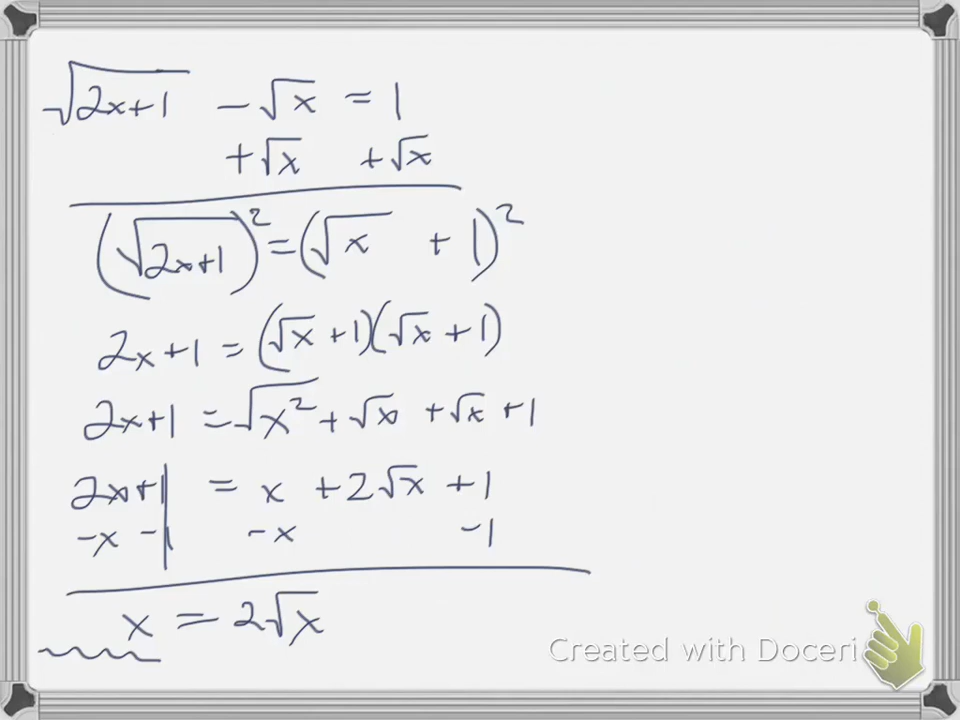 √(2x+1) - √x = 1
+√x +√x
(√(2x+1))² = (√x + 1)²
2x+1 = (√x +1)(√x +1)
2x+1 = √x² + √x + √x + 1
2x+1 = x + 2√x + 1
-x -1 -x -1
x = 2√x
Created with Doceri